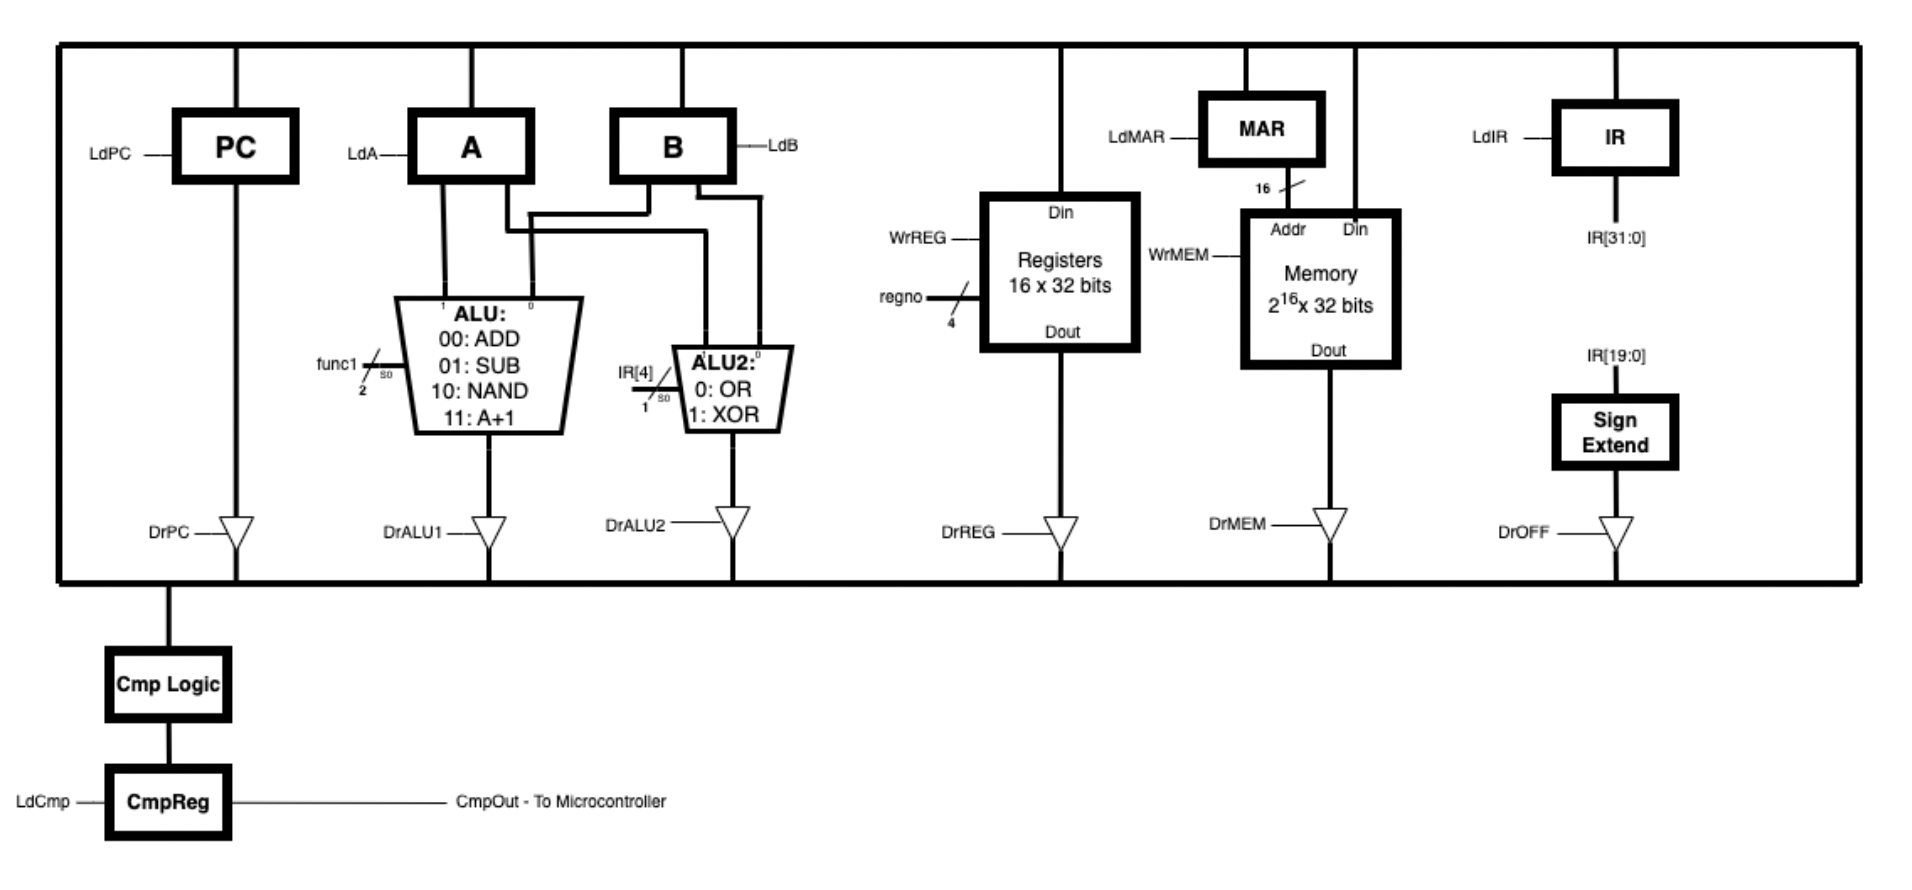 PC
LdPC
A
LdA
B
LdB
MAR
LdMAR
16
IR
LdIR
IR[31:0]
Din
WrREG
Registers
16 x 32 bits
regno
4
Dout
Addr Din
WrMEM
Memory
2^16x 32 bits
Dout
1 0
ALU:
00: ADD
01: SUB
10: NAND
11: A+1
func1
S0
2
1 0
ALU2:
0: OR
1: XOR
IR[4]
S0
1
IR[19:0]
Sign
Extend
DrPC
DrALU1
DrALU2
DrREG
DrMEM
DrOFF
Cmp Logic
LdCmp
CmpReg
CmpOut - To Microcontroller